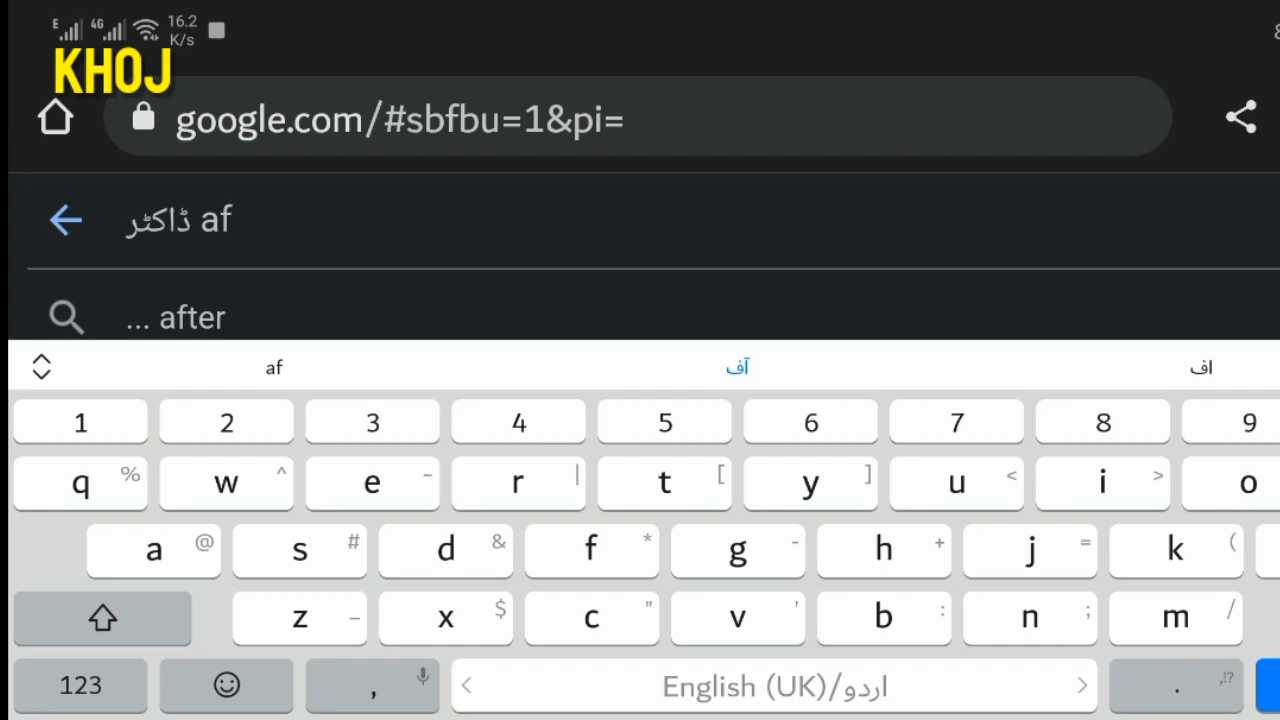 E 4G 16.2
K/s
KHOJ
google.com/#sbfbu=1&pi=
ڈاکٹر af
... after
af آف اف
1 2 3 4 5 6 7 8 9
q % w ^ e ~ r | t [ y ] u < i > o
a @ s # d & f * g - h + j = k (
z _ x $ c " v ' b : n ; m /
123 , < English (UK)/اردو > . ,!?